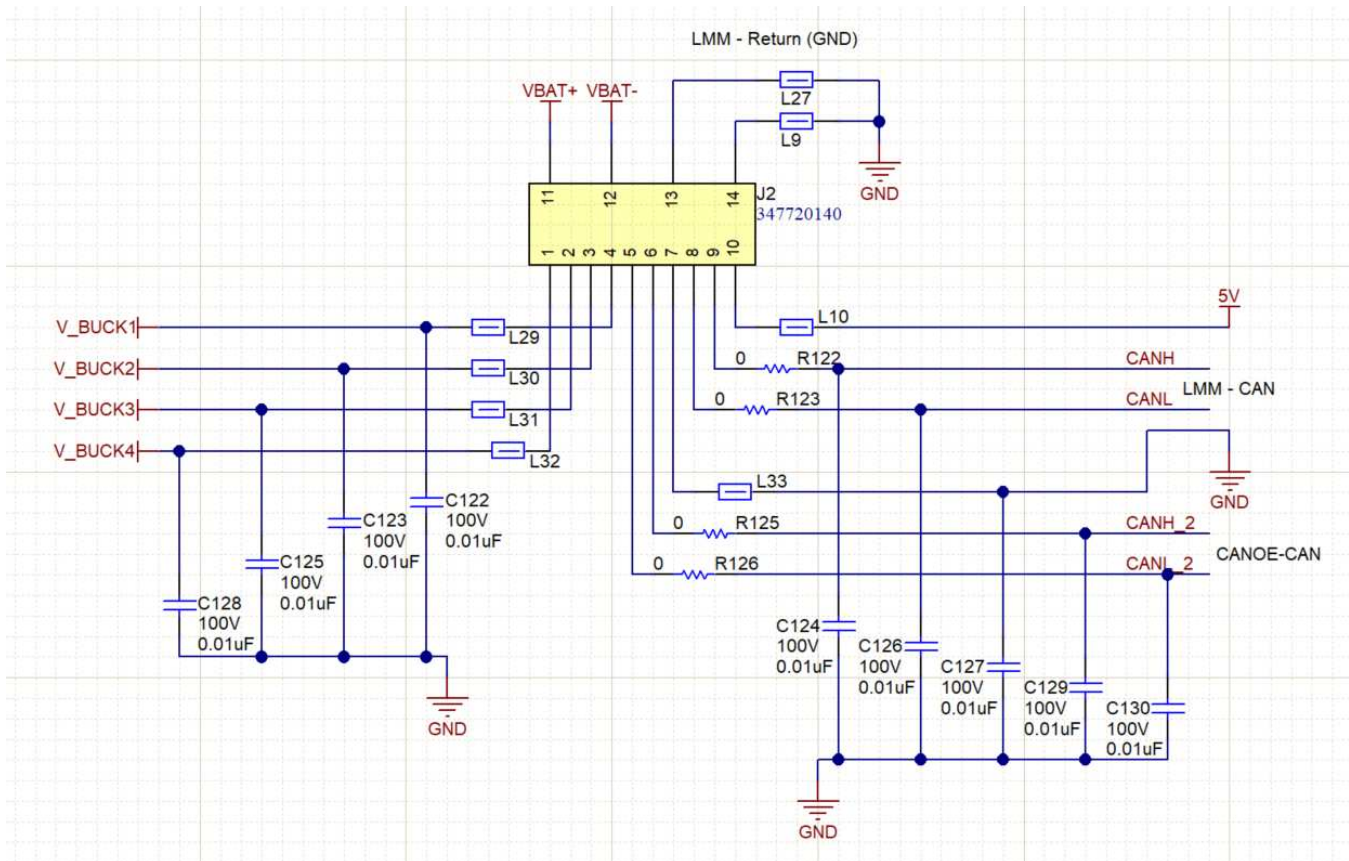 LMM - Return (GND)
VBAT+ VBAT-
L27
L9
GND
11 12 13 14
J2
347720140
1 2 3 4 5 6 7 8 9 10
5V
L10
V_BUCK1
L29
0 R122
CANH
V_BUCK2
L30
LMM - CAN
0 R123
CANL
V_BUCK3
L31
V_BUCK4
L32
L33
GND
C122
100V
0.01uF
0 R125
CANH_2
C123
100V
0.01uF
CANOE-CAN
0 R126
CANL_2
C125
100V
0.01uF
C128
100V
0.01uF
C124
100V
0.01uF
C126
100V
0.01uF
C127
100V
0.01uF
C129
100V
0.01uF
C130
100V
0.01uF
GND
GND